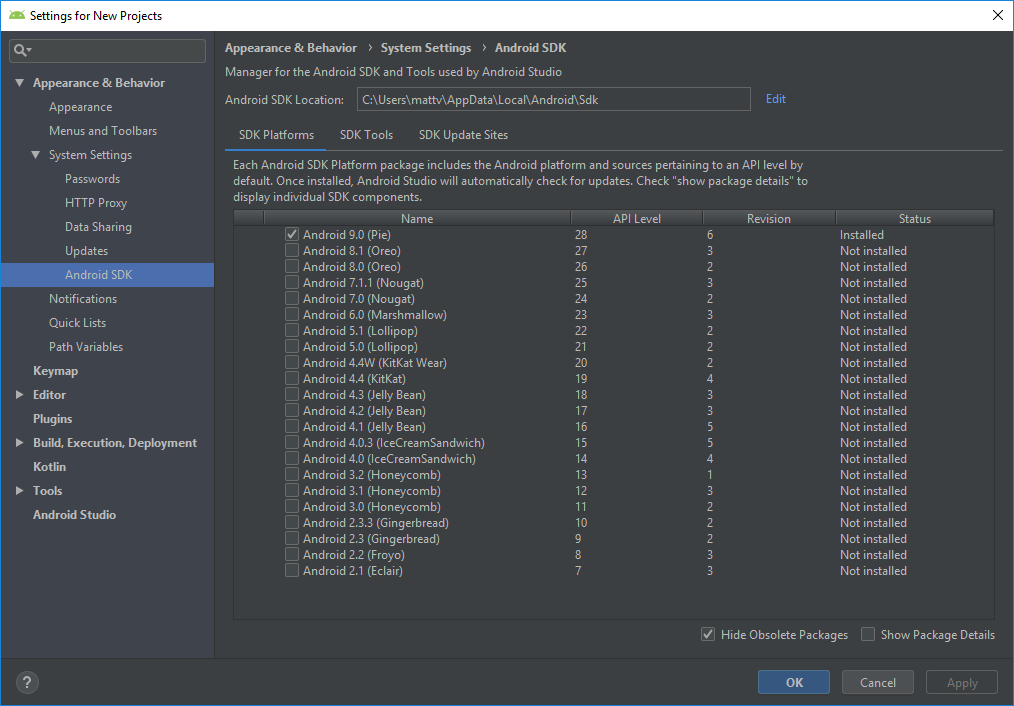 Settings for New Projects
Appearance & Behavior
Appearance
Menus and Toolbars
System Settings
Passwords
HTTP Proxy
Data Sharing
Updates
Android SDK
Notifications
Quick Lists
Path Variables
Keymap
Editor
Plugins
Build, Execution, Deployment
Kotlin
Tools
Android Studio
Appearance & Behavior › System Settings › Android SDK
Manager for the Android SDK and Tools used by Android Studio
Android SDK Location: C:\Users\mattv\AppData\Local\Android\Sdk Edit
SDK Platforms SDK Tools SDK Update Sites
Each Android SDK Platform package includes the Android platform and sources pertaining to an API level by
default. Once installed, Android Studio will automatically check for updates. Check "show package details" to
display individual SDK components.
Name API Level Revision Status
Android 9.0 (Pie) 28 6 Installed
Android 8.1 (Oreo) 27 3 Not installed
Android 8.0 (Oreo) 26 2 Not installed
Android 7.1.1 (Nougat) 25 3 Not installed
Android 7.0 (Nougat) 24 2 Not installed
Android 6.0 (Marshmallow) 23 3 Not installed
Android 5.1 (Lollipop) 22 2 Not installed
Android 5.0 (Lollipop) 21 2 Not installed
Android 4.4W (KitKat Wear) 20 2 Not installed
Android 4.4 (KitKat) 19 4 Not installed
Android 4.3 (Jelly Bean) 18 3 Not installed
Android 4.2 (Jelly Bean) 17 3 Not installed
Android 4.1 (Jelly Bean) 16 5 Not installed
Android 4.0.3 (IceCreamSandwich) 15 5 Not installed
Android 4.0 (IceCreamSandwich) 14 4 Not installed
Android 3.2 (Honeycomb) 13 1 Not installed
Android 3.1 (Honeycomb) 12 3 Not installed
Android 3.0 (Honeycomb) 11 2 Not installed
Android 2.3.3 (Gingerbread) 10 2 Not installed
Android 2.3 (Gingerbread) 9 2 Not installed
Android 2.2 (Froyo) 8 3 Not installed
Android 2.1 (Eclair) 7 3 Not installed
Hide Obsolete Packages Show Package Details
? OK Cancel Apply